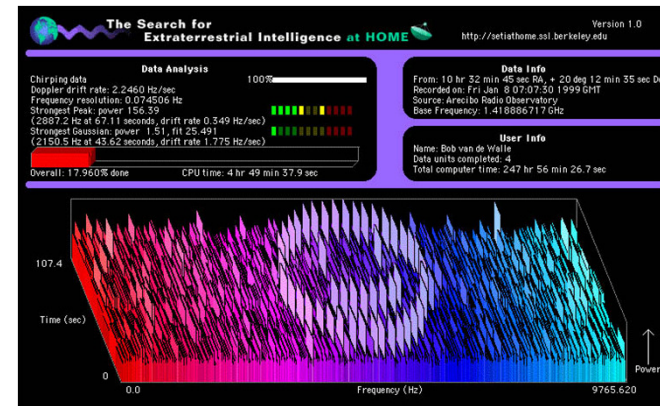 The Search for
Extraterrestrial Intelligence at HOME
Version 1.0
http://setiathome.ssl.berkeley.edu
Data Analysis
Chirping data 100%
Doppler drift rate: 2.2460 Hz/sec
Frequency resolution: 0.074506 Hz
Strongest Peak: power 156.39
(2887.2 Hz at 67.11 seconds, drift rate 0.349 Hz/sec)
Strongest Gaussian: power 1.51, fit 25.491
(2150.5 Hz at 43.62 seconds, drift rate 1.775 Hz/sec)
Overall: 17.960% done CPU time: 4 hr 49 min 37.9 sec
Data Info
From: 10 hr 32 min 45 sec RA, + 20 deg 12 min 35 sec De
Recorded on: Fri Jan 8 07:07:30 1999 GMT
Source: Arecibo Radio Observatory
Base Frequency: 1.418886717 GHz
User Info
Name: Bob van de Walle
Data units completed: 4
Total computer time: 247 hr 56 min 26.7 sec
107.4
Time (sec)
0
0.0
Frequency (Hz)
9765.620
Power